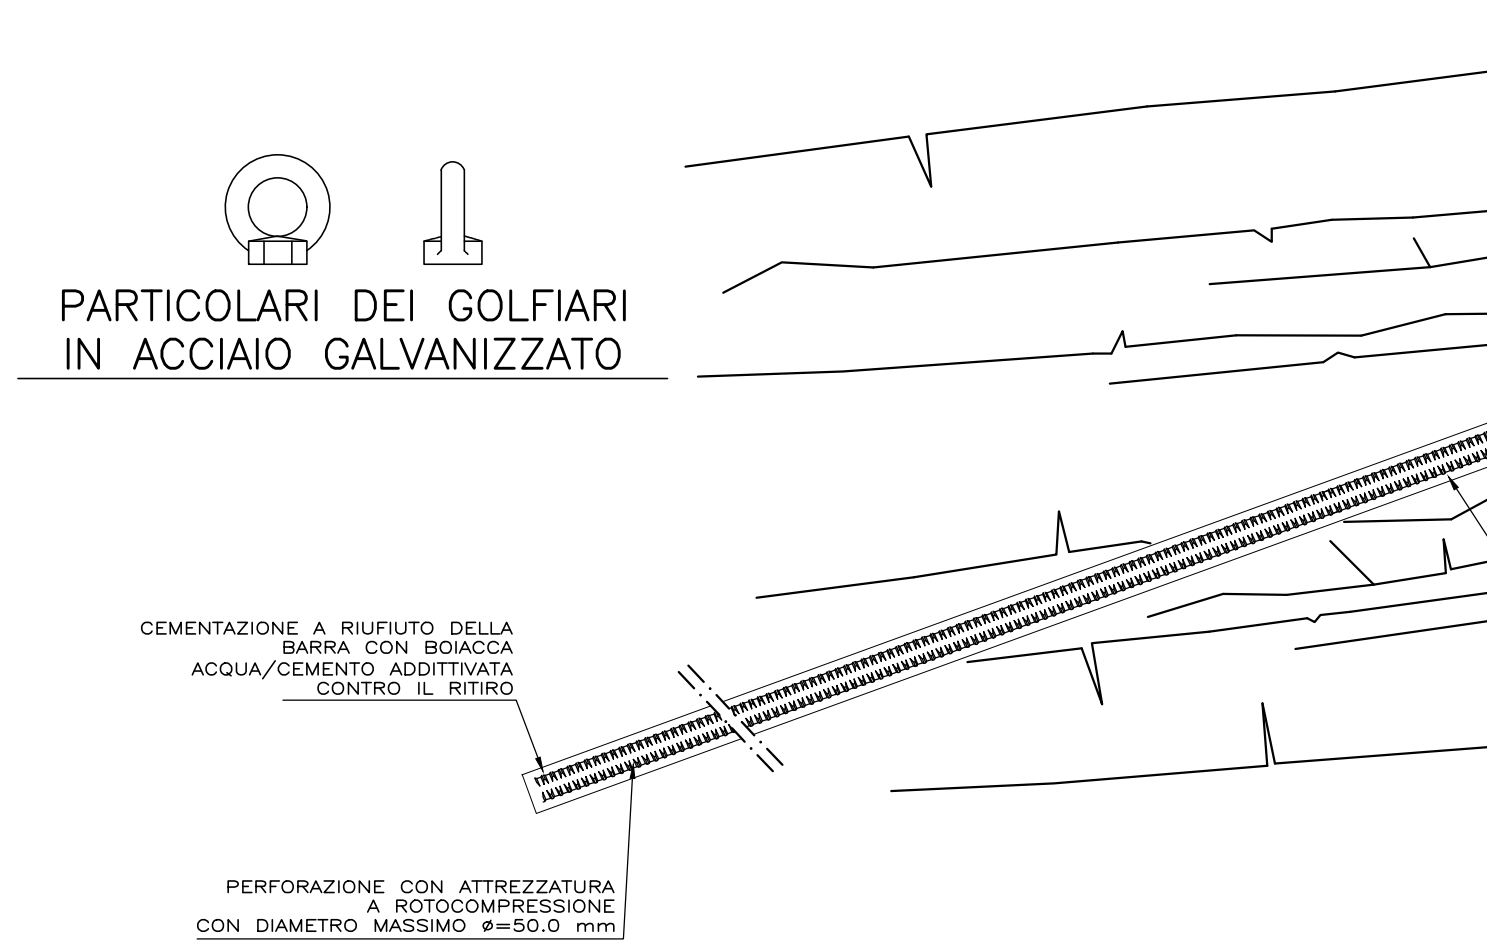 PARTICOLARI DEI GOLFIARI
IN ACCIAIO GALVANIZZATO
CEMENTAZIONE A RIUFIUTO DELLA
BARRA CON BOIACCA
ACQUA/CEMENTO ADDITTIVATA
CONTRO IL RITIRO
PERFORAZIONE CON ATTREZZATURA
A ROTOCOMPRESSIONE
CON DIAMETRO MASSIMO ø=50.0 mm